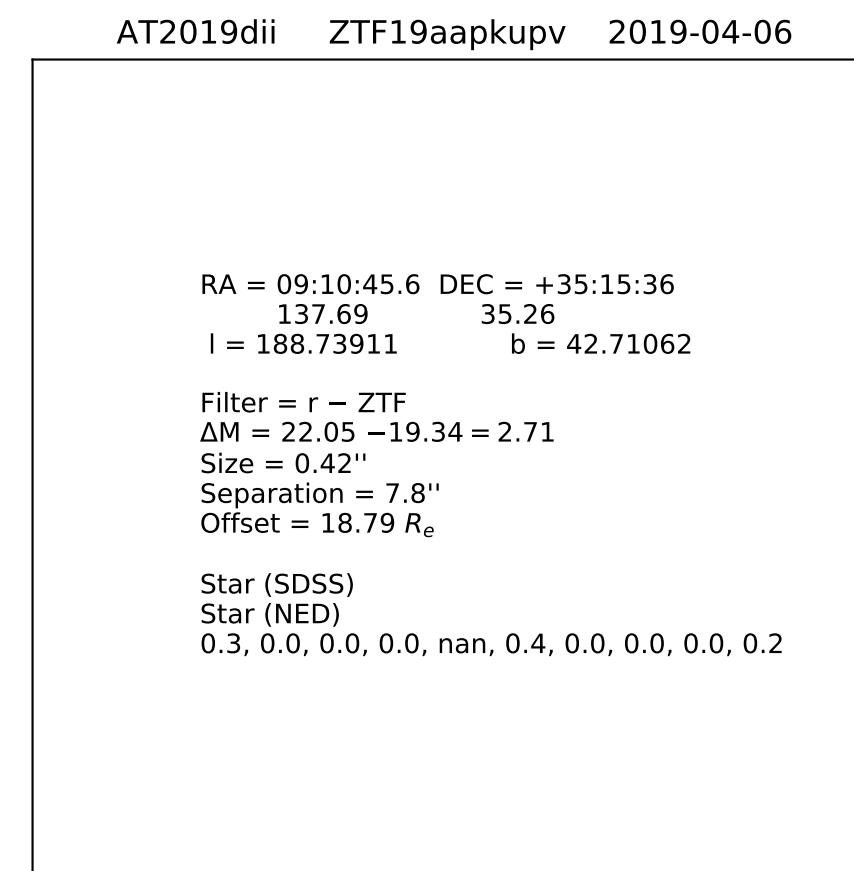 AT2019dii ZTF19aapkupv 2019-04-06
RA = 09:10:45.6 DEC = +35:15:36
137.69 35.26
l = 188.73911 b = 42.71062
Filter = r − ZTF
ΔM = 22.05 −19.34 = 2.71
Size = 0.42''
Separation = 7.8''
Offset = 18.79 Re
Star (SDSS)
Star (NED)
0.3, 0.0, 0.0, 0.0, nan, 0.4, 0.0, 0.0, 0.0, 0.2